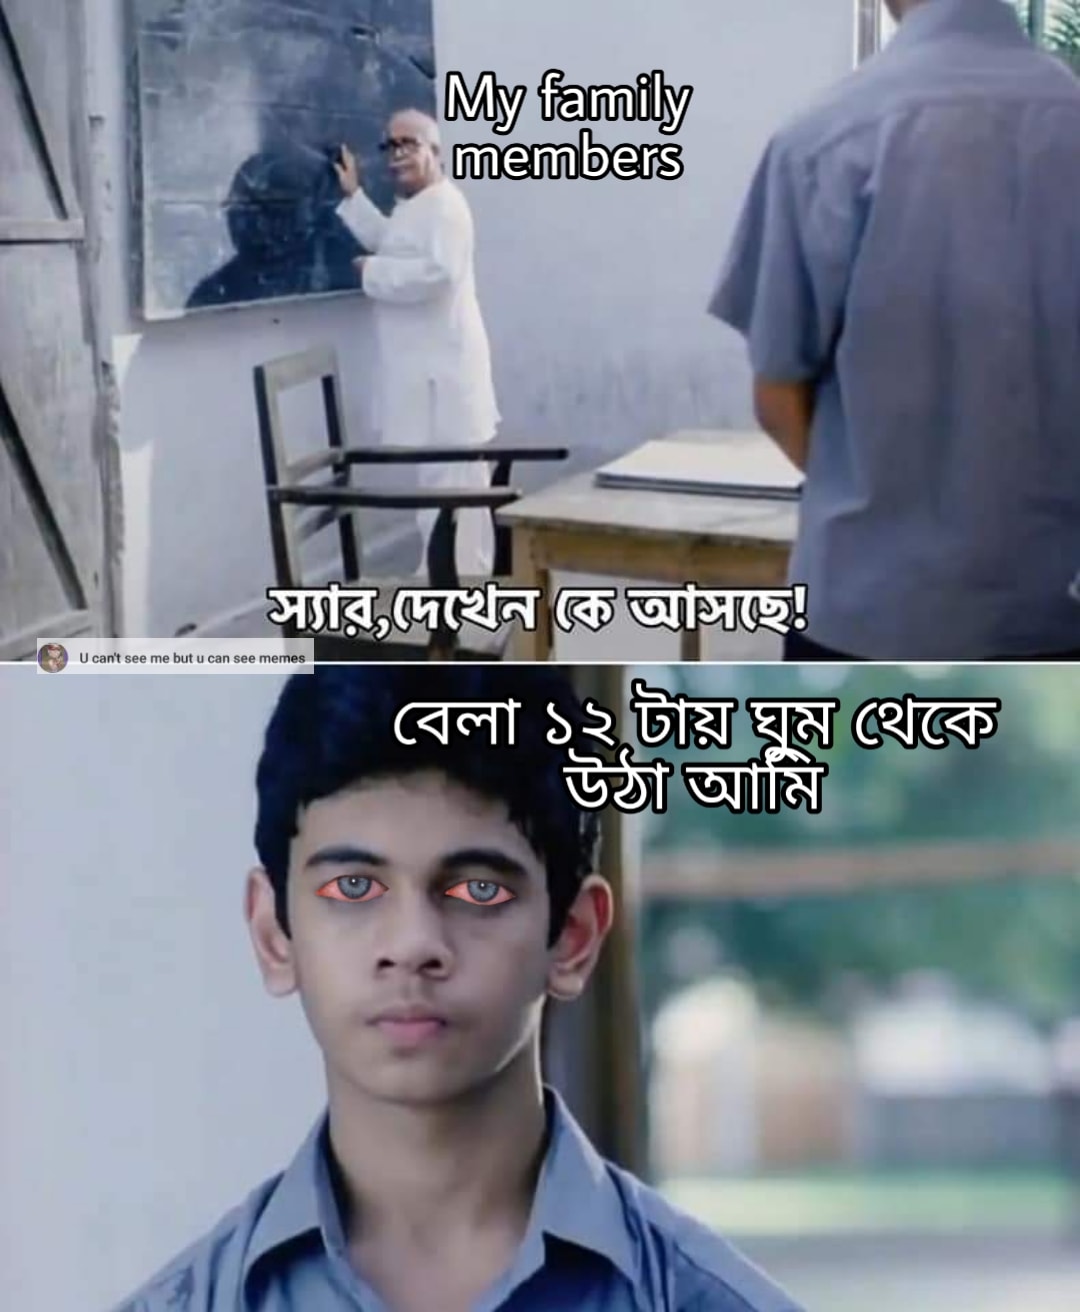 My family
members
স্যার,দেখেন কে আসছে!
U can't see me but u can see memes
বেলা ১২ টায় ঘুম থেকে
উঠা আমি